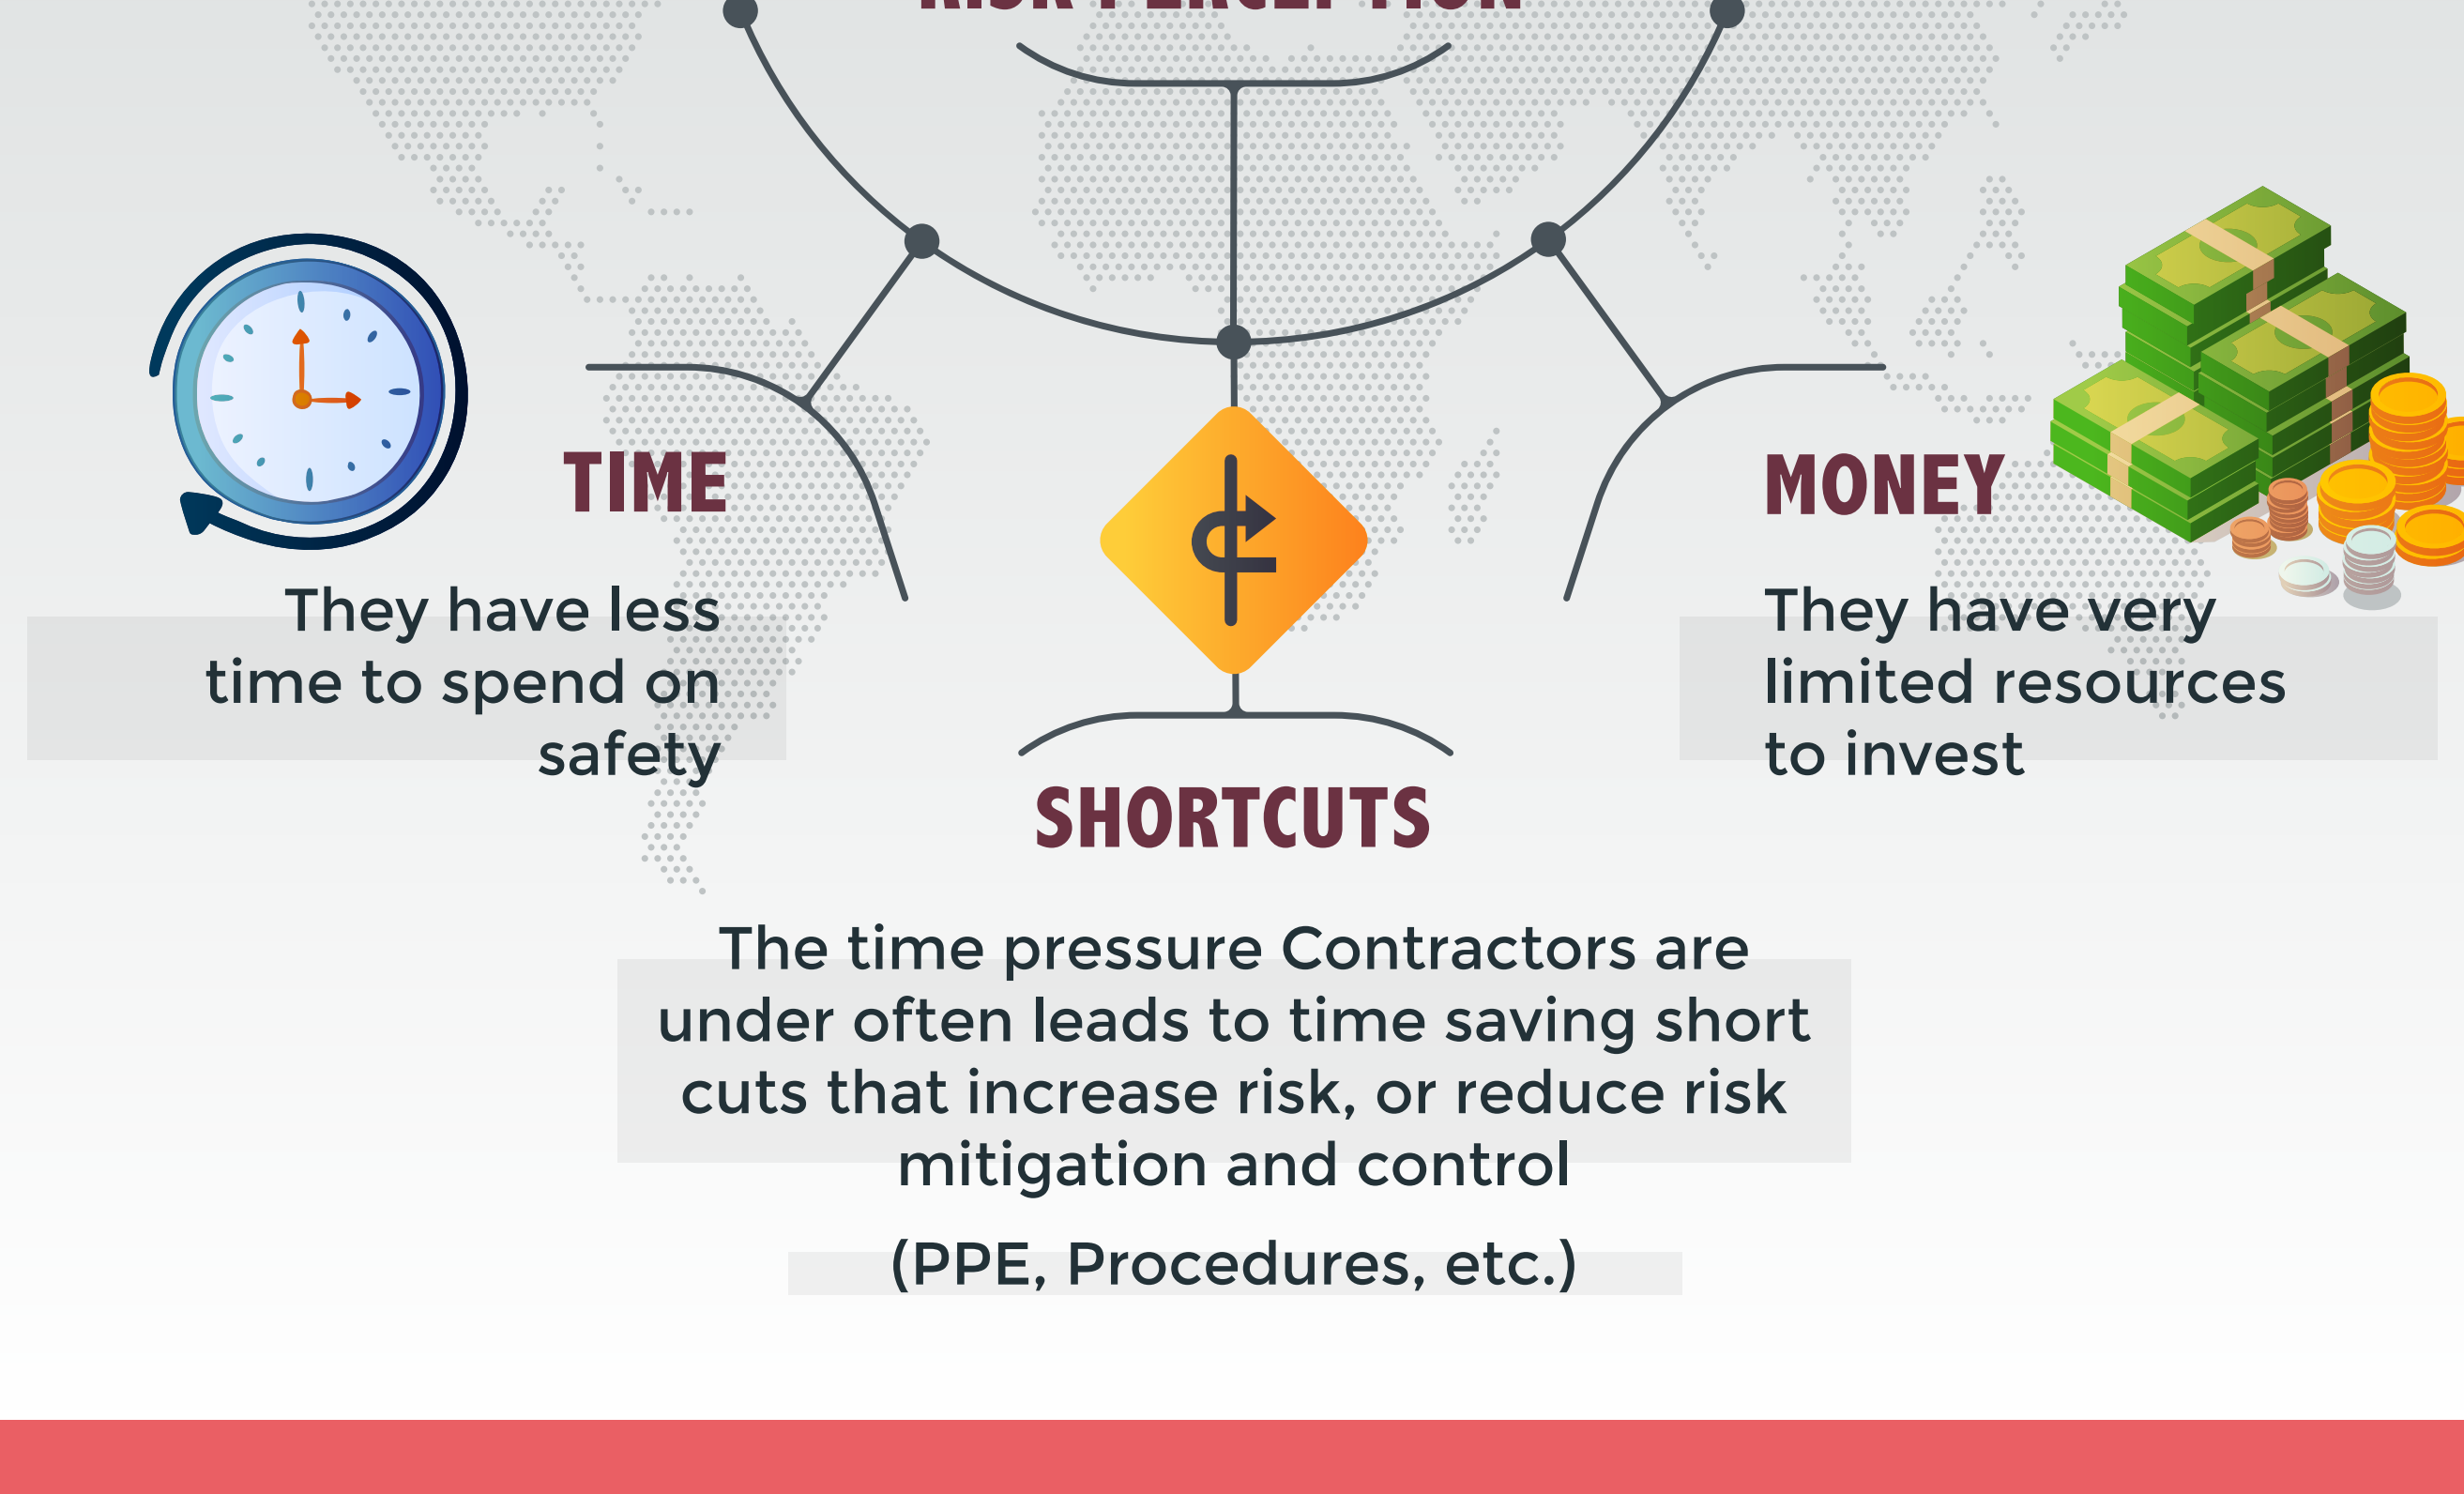 RISK PERCEPTION
TIME
They have less
time to spend on
safety
MONEY
They have very
limited resources
to invest
SHORTCUTS
The time pressure Contractors are
under often leads to time saving short
cuts that increase risk, or reduce risk
mitigation and control
(PPE, Procedures, etc.)